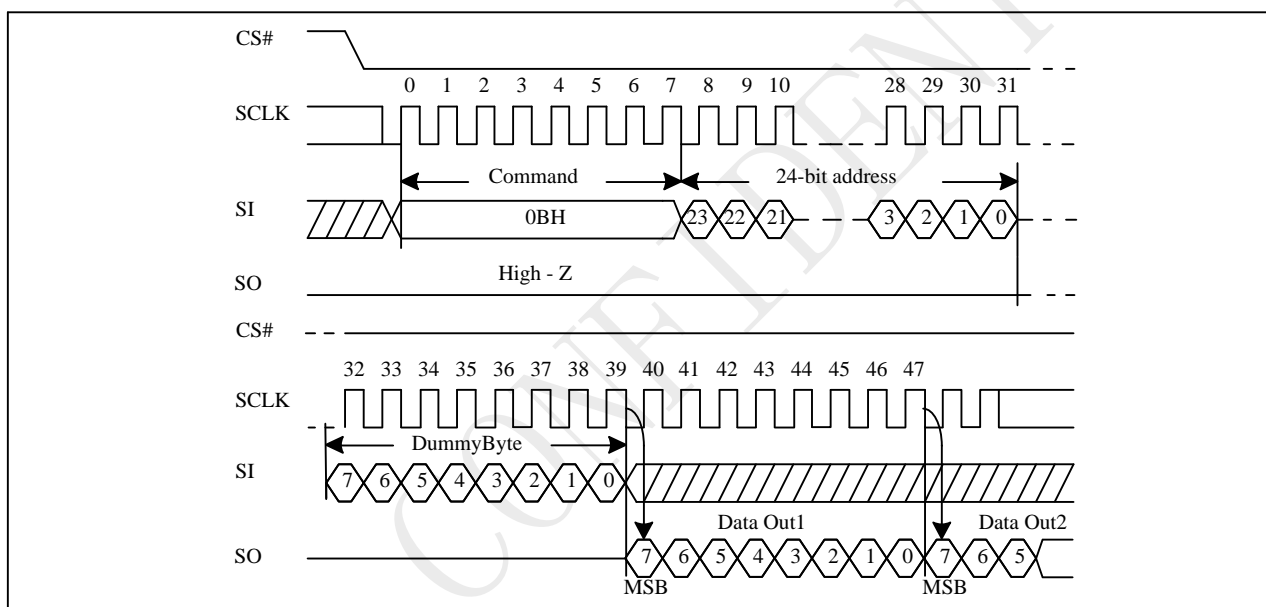 CS#
0 1 2 3 4 5 6 7 8 9 10 28 29 30 31
SCLK
Command 24-bit address
SI 0BH 23 22 21 3 2 1 0
High - Z
SO
CS#
32 33 34 35 36 37 38 39 40 41 42 43 44 45 46 47
SCLK
DummyByte
SI 7 6 5 4 3 2 1 0
Data Out1 Data Out2
SO 7 6 5 4 3 2 1 0 7 6 5
MSB MSB
CONFIDENT